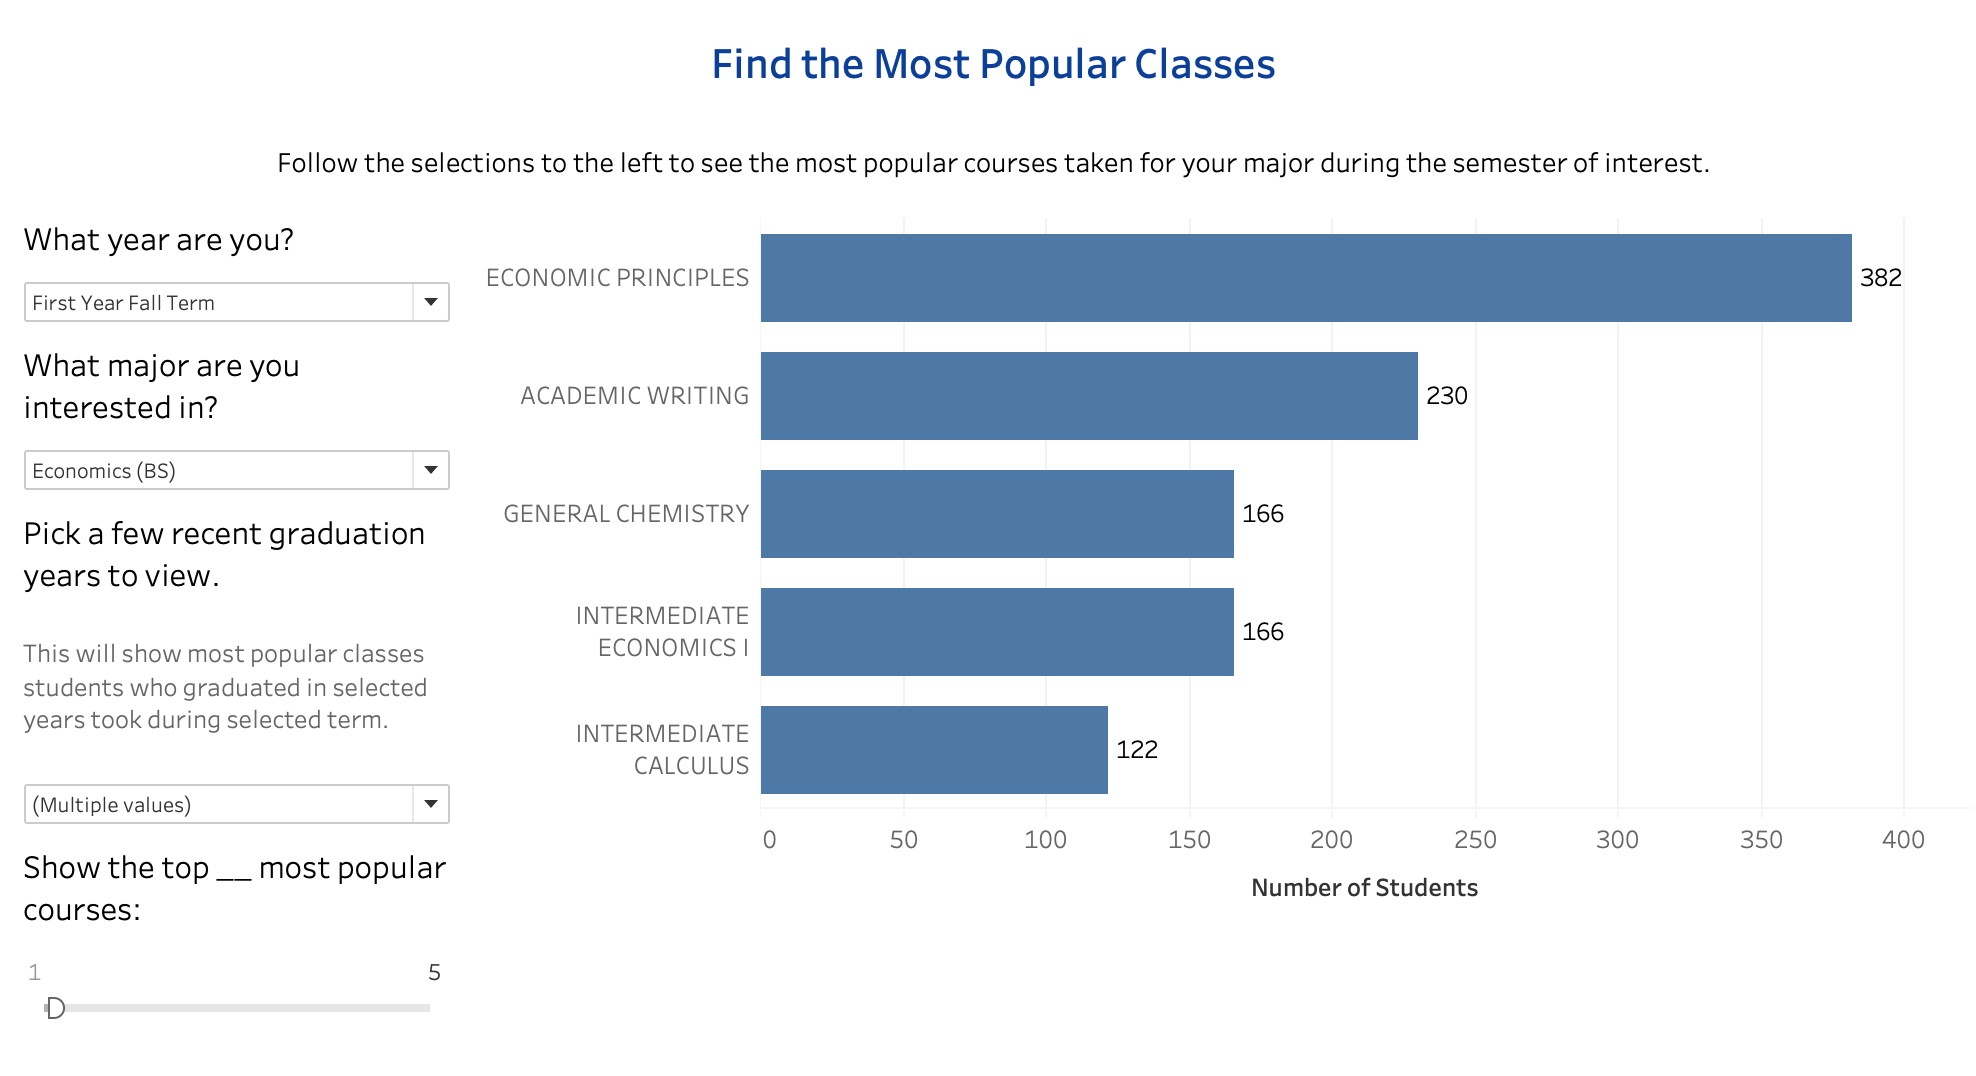 Find the Most Popular Classes
Follow the selections to the left to see the most popular courses taken for your major during the semester of interest.
What year are you?
First Year Fall Term
What major are you
interested in?
Economics (BS)
Pick a few recent graduation
years to view.
This will show most popular classes
students who graduated in selected
years took during selected term.
(Multiple values)
Show the top __ most popular
courses:
1 5
ECONOMIC PRINCIPLES 382
ACADEMIC WRITING 230
GENERAL CHEMISTRY 166
INTERMEDIATE
ECONOMICS I 166
INTERMEDIATE
CALCULUS 122
0 50 100 150 200 250 300 350 400
Number of Students